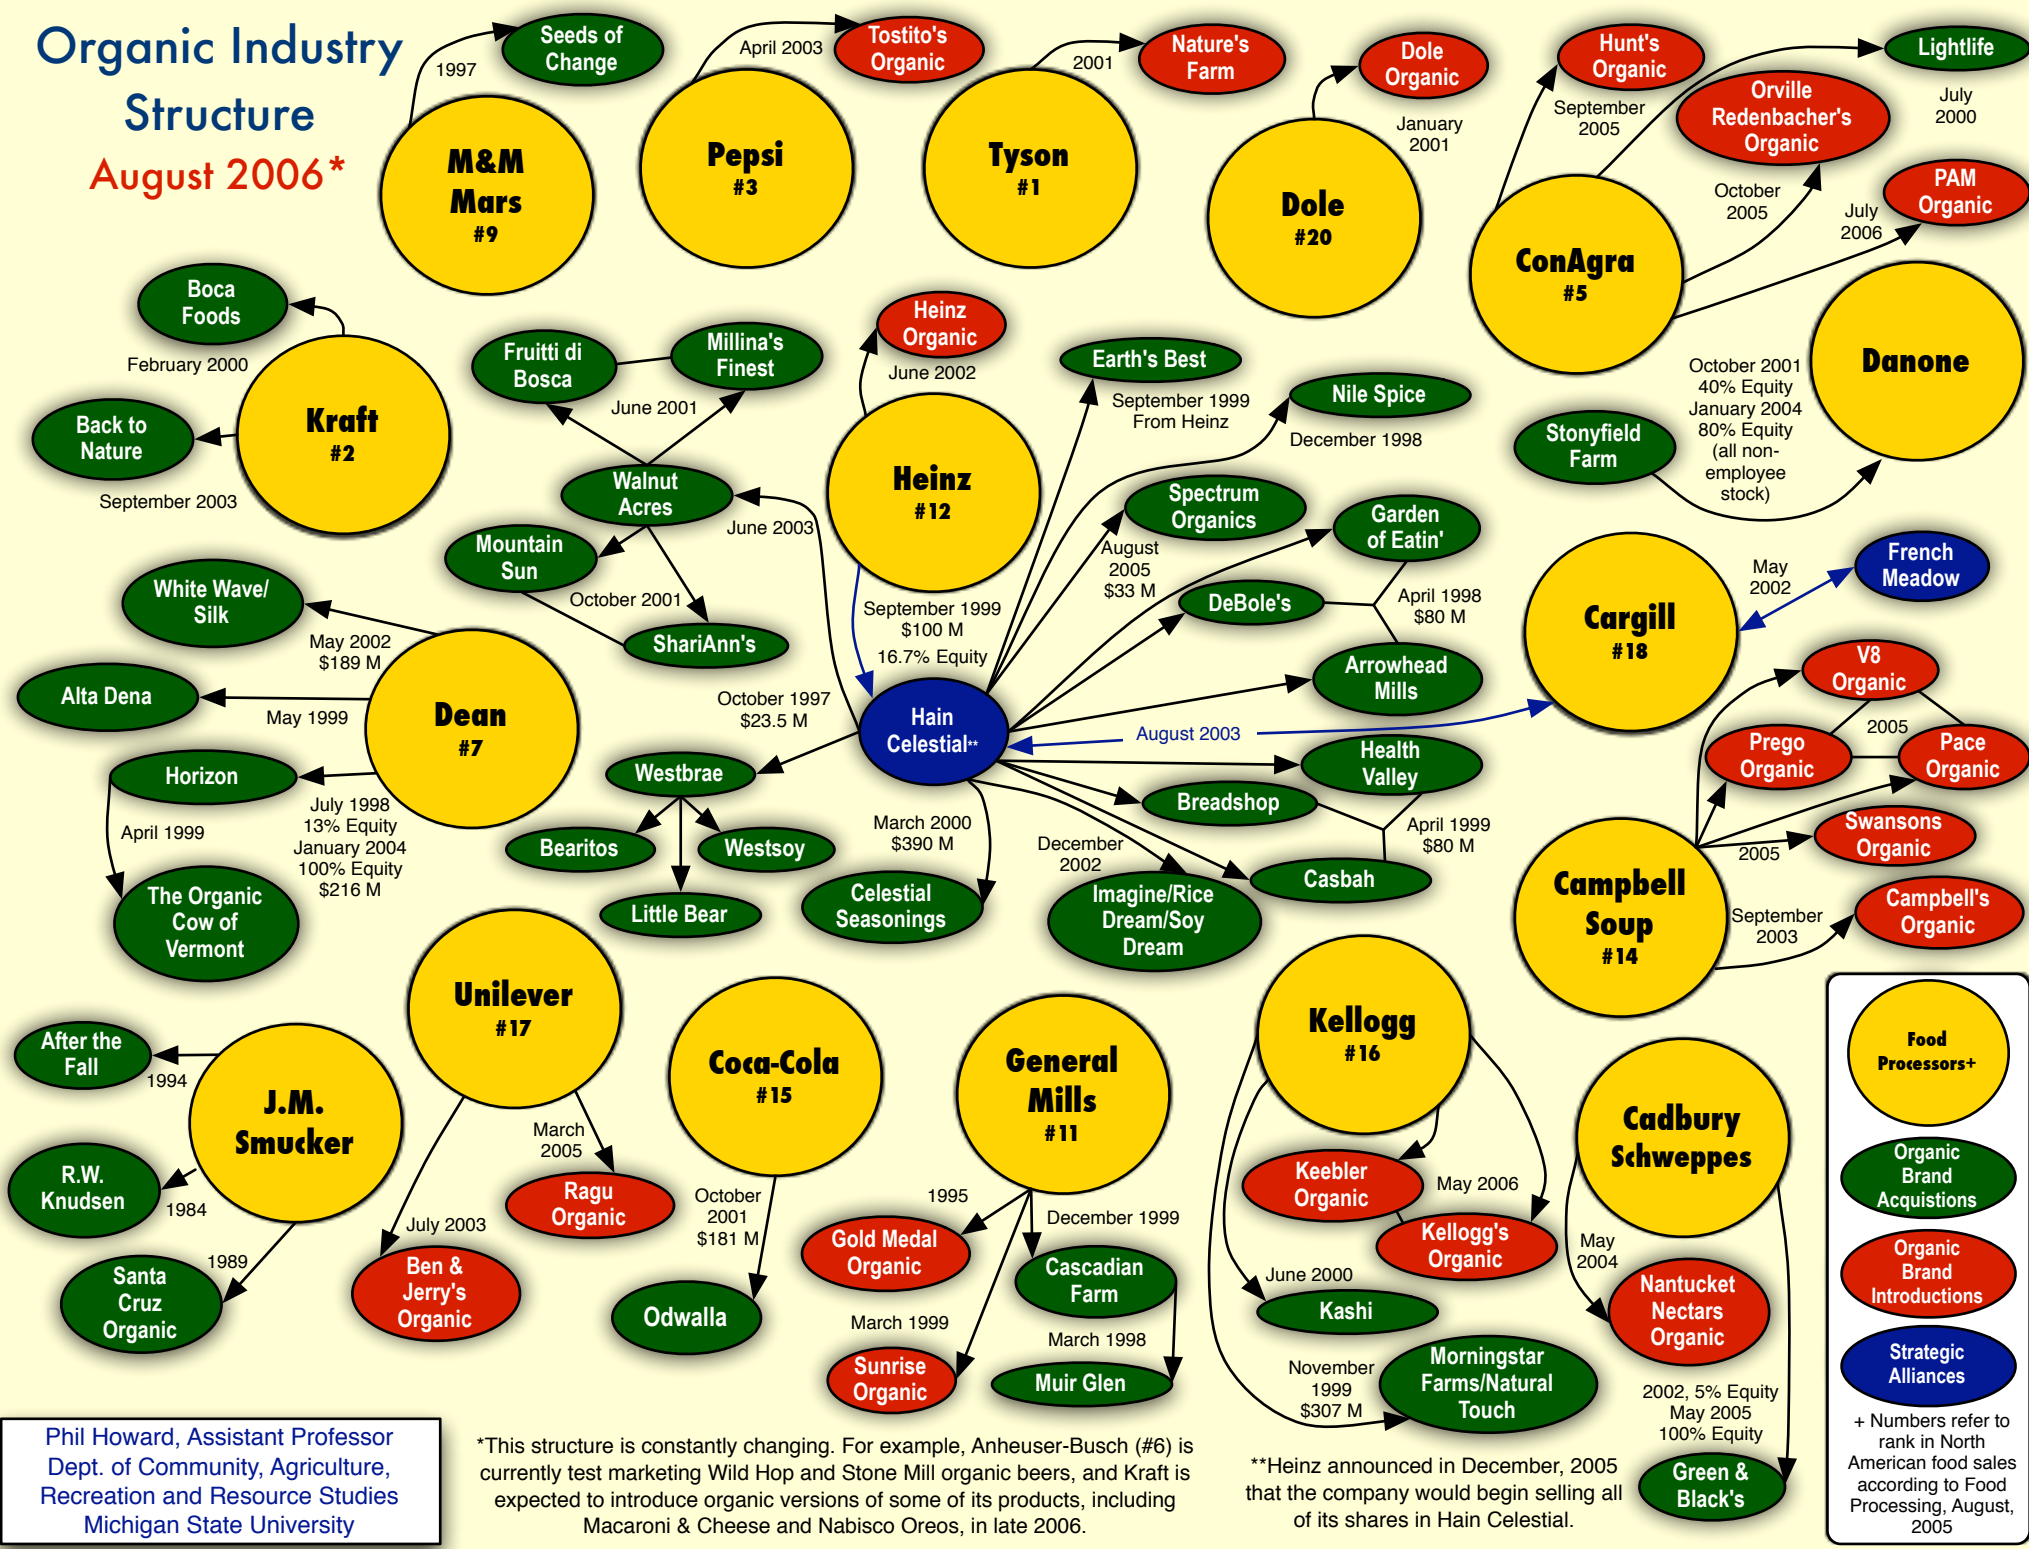 Organic Industry
Structure
August 2006*
1997
Seeds of
Change
M&M
Mars
#9
April 2003
Tostito's
Organic
Pepsi
#3
2001
Nature's
Farm
Tyson
#1
Dole
Organic
January
2001
Dole
#20
Hunt's
Organic
September
2005
Lightlife
July
2000
Orville
Redenbacher's
Organic
October
2005
PAM
Organic
July
2006
ConAgra
#5
Boca
Foods
February 2000
Back to
Nature
September 2003
Kraft
#2
Fruitti di
Bosca
Millina's
Finest
June 2001
Walnut
Acres
June 2003
Mountain
Sun
October 2001
ShariAnn's
Heinz
Organic
June 2002
Heinz
#12
September 1999
$100 M
16.7% Equity
Earth's Best
September 1999
From Heinz
Nile Spice
December 1998
Spectrum
Organics
August
2005
$33 M
Garden
of Eatin'
DeBole's
April 1998
$80 M
Arrowhead
Mills
Danone
October 2001
40% Equity
January 2004
80% Equity
(all non-
employee
stock)
Stonyfield
Farm
Cargill
#18
May
2002
French
Meadow
White Wave/
Silk
May 2002
$189 M
Alta Dena
May 1999
Dean
#7
Horizon
July 1998
13% Equity
January 2004
100% Equity
$216 M
April 1999
The Organic
Cow of
Vermont
October 1997
$23.5 M
Hain
Celestial**
August 2003
Westbrae
Bearitos
Westsoy
Little Bear
March 2000
$390 M
Celestial
Seasonings
December
2002
Imagine/Rice
Dream/Soy
Dream
Health
Valley
Breadshop
April 1999
$80 M
Casbah
V8
Organic
2005
Prego
Organic
Pace
Organic
Swansons
Organic
2005
Campbell
Soup
#14
September
2003
Campbell's
Organic
After the
Fall
1994
J.M.
Smucker
R.W.
Knudsen
1984
1989
Santa
Cruz
Organic
Unilever
#17
March
2005
Ragu
Organic
July 2003
Ben &
Jerry's
Organic
Coca-Cola
#15
October
2001
$181 M
Odwalla
General
Mills
#11
1995
Gold Medal
Organic
December 1999
Cascadian
Farm
March 1999
Sunrise
Organic
March 1998
Muir Glen
Kellogg
#16
Keebler
Organic
May 2006
Kellogg's
Organic
June 2000
Kashi
November
1999
$307 M
Morningstar
Farms/Natural
Touch
Cadbury
Schweppes
May
2004
Nantucket
Nectars
Organic
2002, 5% Equity
May 2005
100% Equity
Green &
Black's
Food
Processors+
Organic
Brand
Acquistions
Organic
Brand
Introductions
Strategic
Alliances
+ Numbers refer to
rank in North
American food sales
according to Food
Processing, August,
2005
Phil Howard, Assistant Professor
Dept. of Community, Agriculture,
Recreation and Resource Studies
Michigan State University
*This structure is constantly changing. For example, Anheuser-Busch (#6) is
currently test marketing Wild Hop and Stone Mill organic beers, and Kraft is
expected to introduce organic versions of some of its products, including
Macaroni & Cheese and Nabisco Oreos, in late 2006.
**Heinz announced in December, 2005
that the company would begin selling all
of its shares in Hain Celestial.